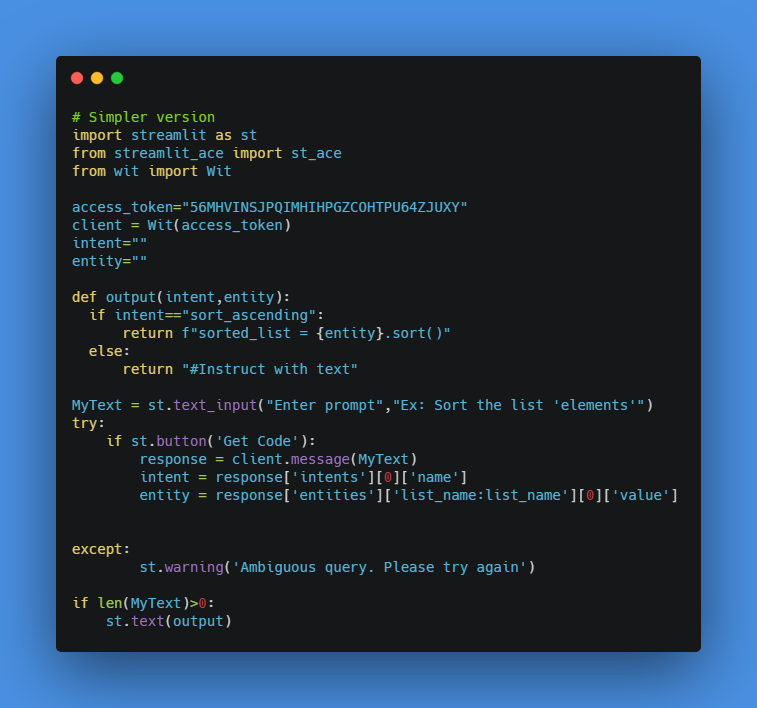 # Simpler version
import streamlit as st
from streamlit_ace import st_ace
from wit import Wit
access_token="56MHVINSJPQIMHIHPGZCOHTPU64ZJUXY"
client = Wit(access_token)
intent=""
entity=""
def output(intent,entity):
  if intent=="sort_ascending":
      return f"sorted_list = {entity}.sort()"
  else:
      return "#Instruct with text"
MyText = st.text_input("Enter prompt","Ex: Sort the list 'elements'")
try:
    if st.button('Get Code'):
        response = client.message(MyText)
        intent = response['intents'][0]['name']
        entity = response['entities']['list_name:list_name'][0]['value']
except:
        st.warning('Ambiguous query. Please try again')
if len(MyText)>0:
    st.text(output)